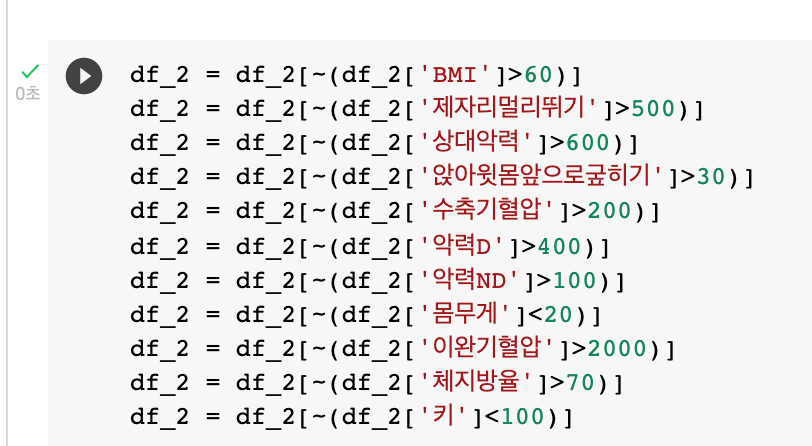 df_2 = df_2[~(df_2['BMI']>60)]
0초
df_2 = df_2[~(df_2['제자리멀리뛰기']>500)]
df_2 = df_2[~(df_2['상대악력']>600)]
df_2 = df_2[~(df_2['앉아윗몸앞으로굽히기']>30)]
df_2 = df_2[~(df_2['수축기혈압']>200)]
df_2 = df_2[~(df_2['악력D']>400)]
df_2 = df_2[~(df_2['악력ND']>100)]
df_2 = df_2[~(df_2['몸무게']<20)]
df_2 = df_2[~(df_2['이완기혈압']>2000)]
df_2 = df_2[~(df_2['체지방율']>70)]
df_2 = df_2[~(df_2['키']<100)]